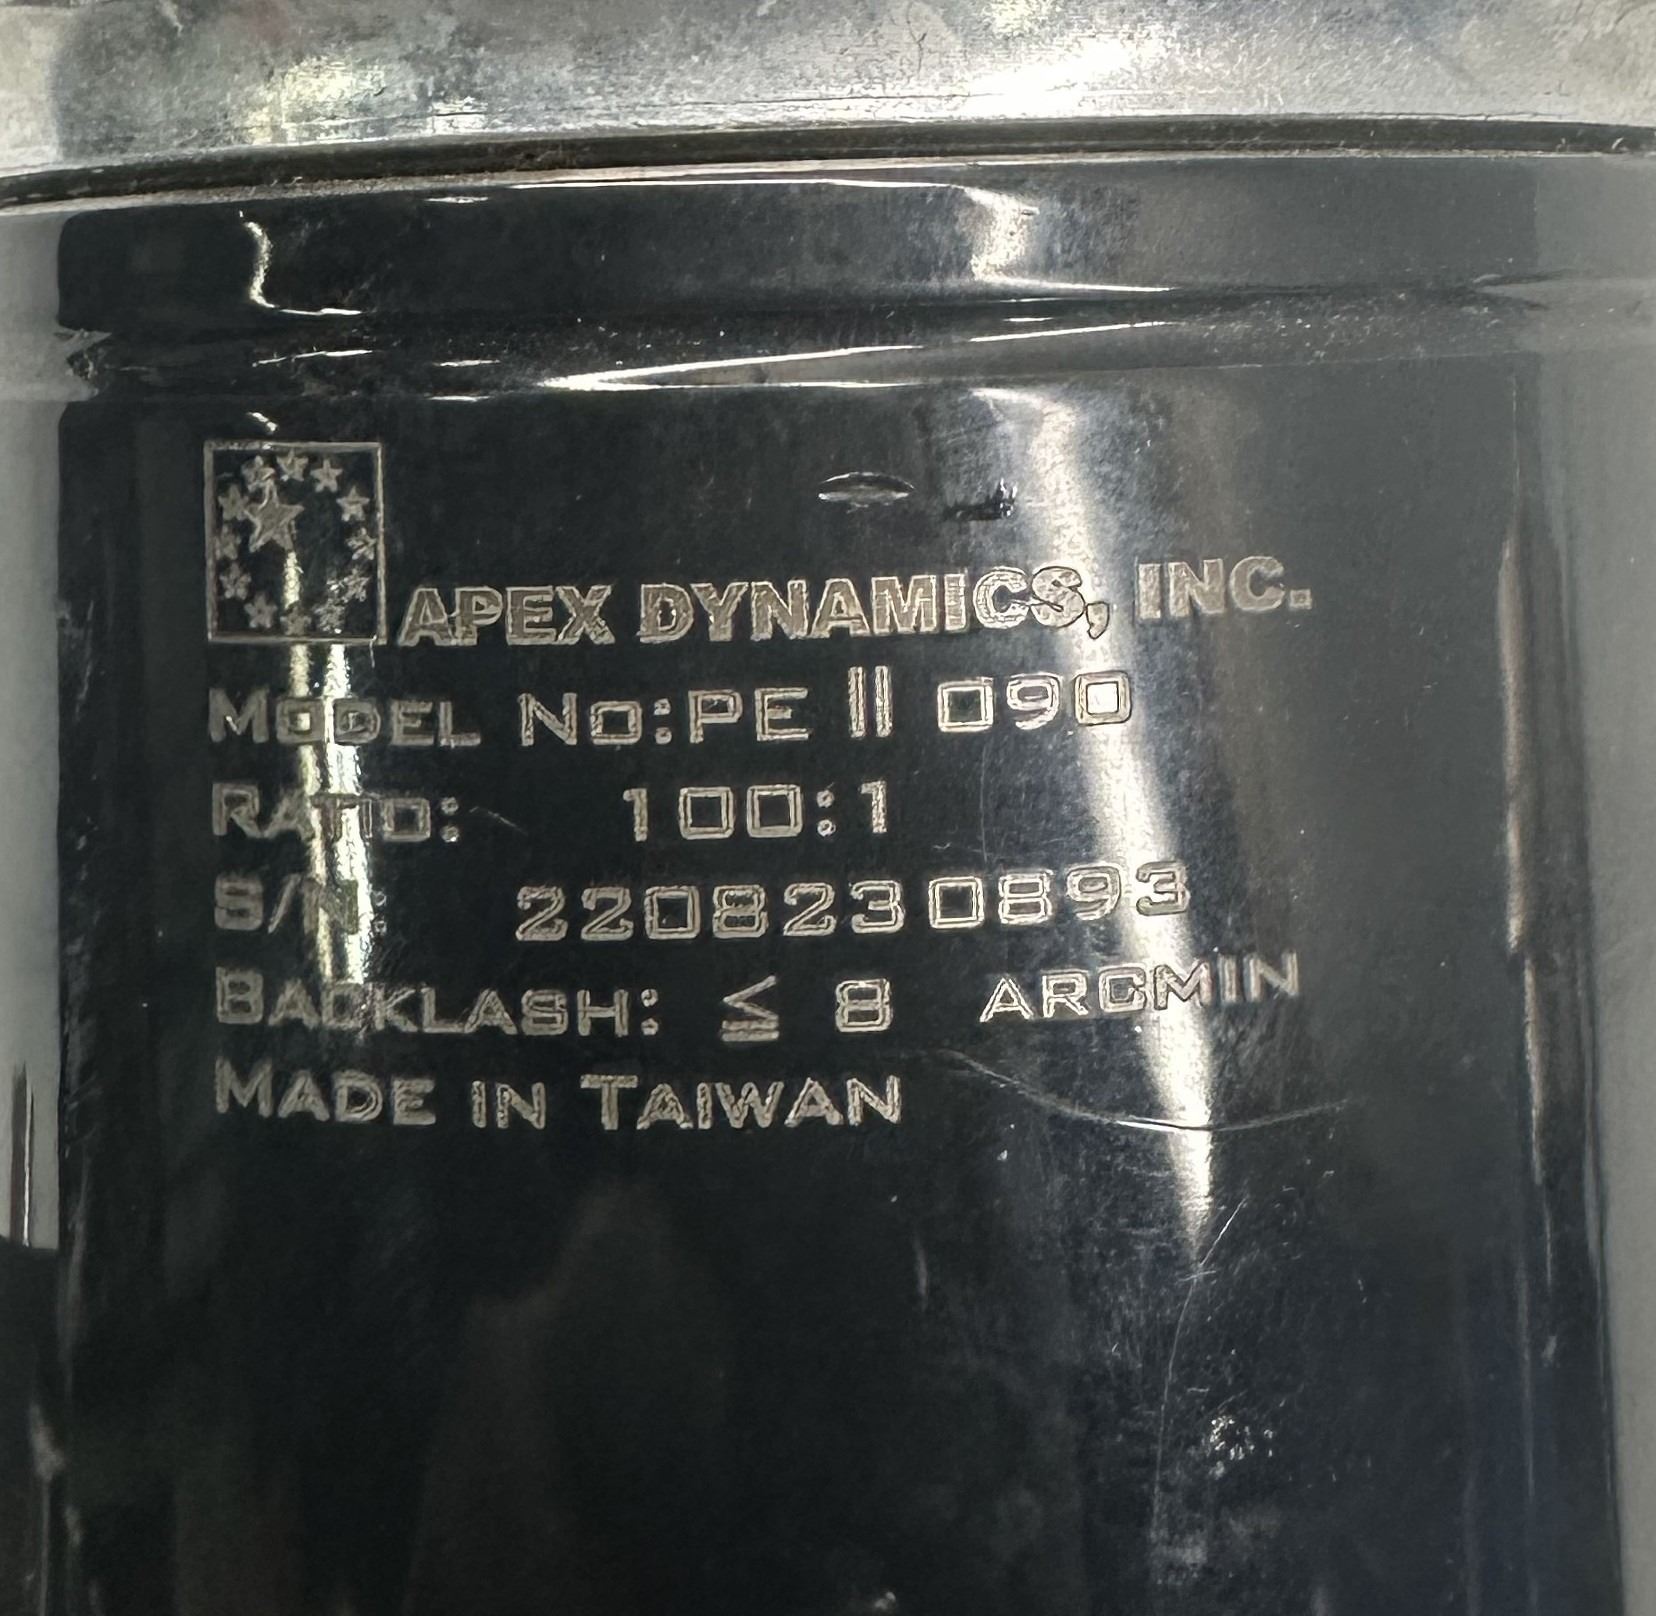 APEX DYNAMICS, INC.
MODEL NO: PE II 090
RATIO: 100:1
S/N: 2208230893
BACKLASH: ≦ 8 ARCMIN
MADE IN TAIWAN